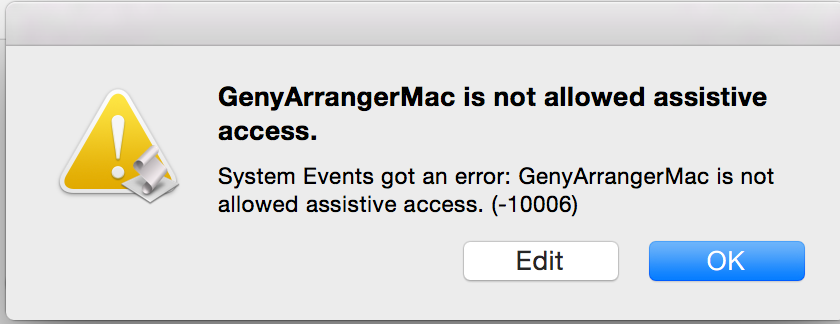 GenyArrangerMac is not allowed assistive
access.
System Events got an error: GenyArrangerMac is not
allowed assistive access. (-10006)
Edit
OK